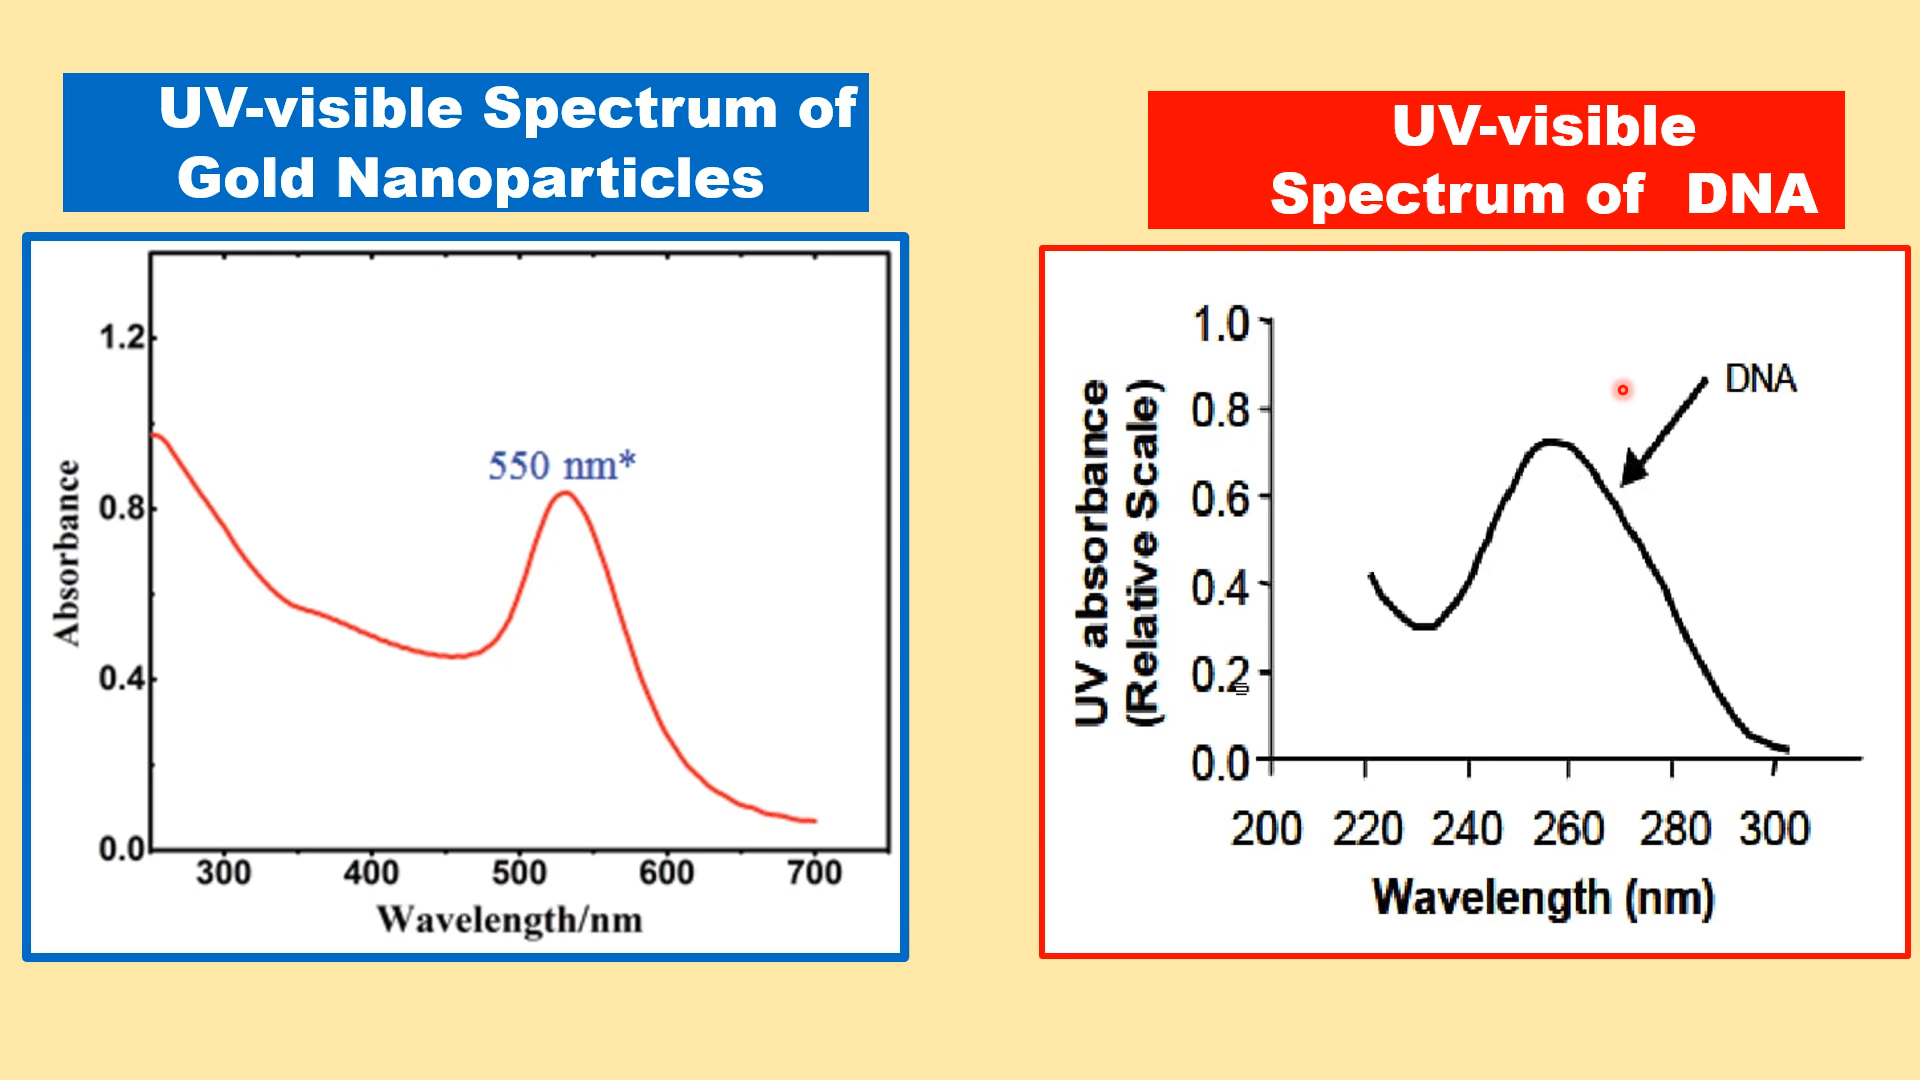 UV-visible Spectrum of
Gold Nanoparticles
1.2
0.8
0.4
0.0
Absorbance
550 nm*
300 400 500 600 700
Wavelength/nm
UV-visible
Spectrum of DNA
1.0
0.8
0.6
0.4
0.2
0.0
UV absorbance
(Relative Scale)
DNA
200 220 240 260 280 300
Wavelength (nm)